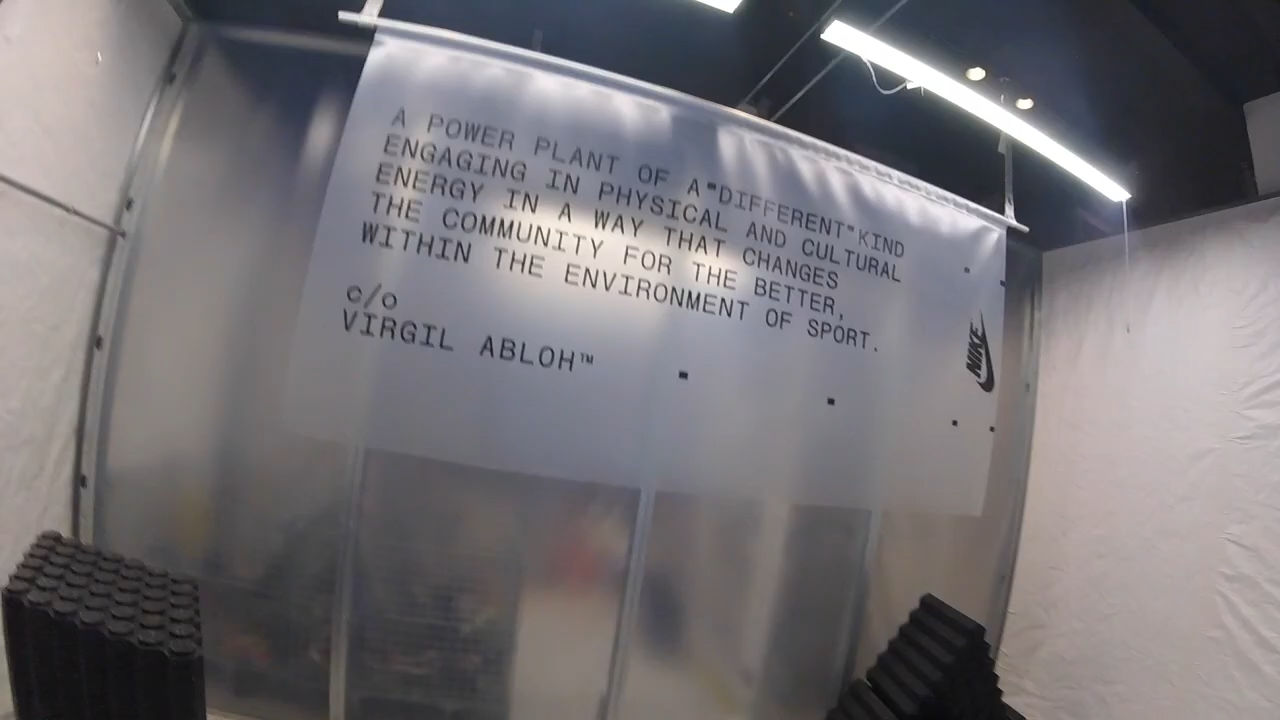 A POWER PLANT OF A"DIFFERENT"KIND
ENGAGING IN PHYSICAL AND CULTURAL
ENERGY IN A WAY THAT CHANGES
THE COMMUNITY FOR THE BETTER,
WITHIN THE ENVIRONMENT OF SPORT.
c/o
VIRGIL ABLOH™
NIKE